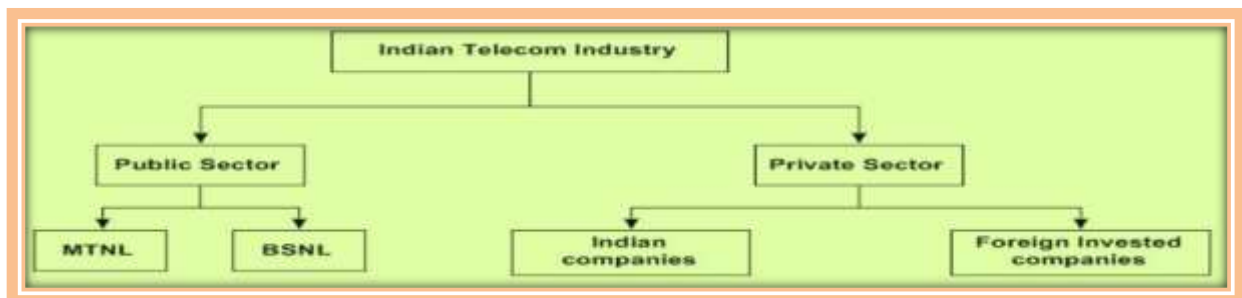 Indian Telecom Industry
Public Sector
Private Sector
MTNL
BSNL
Indian
companies
Foreign Invested
companies